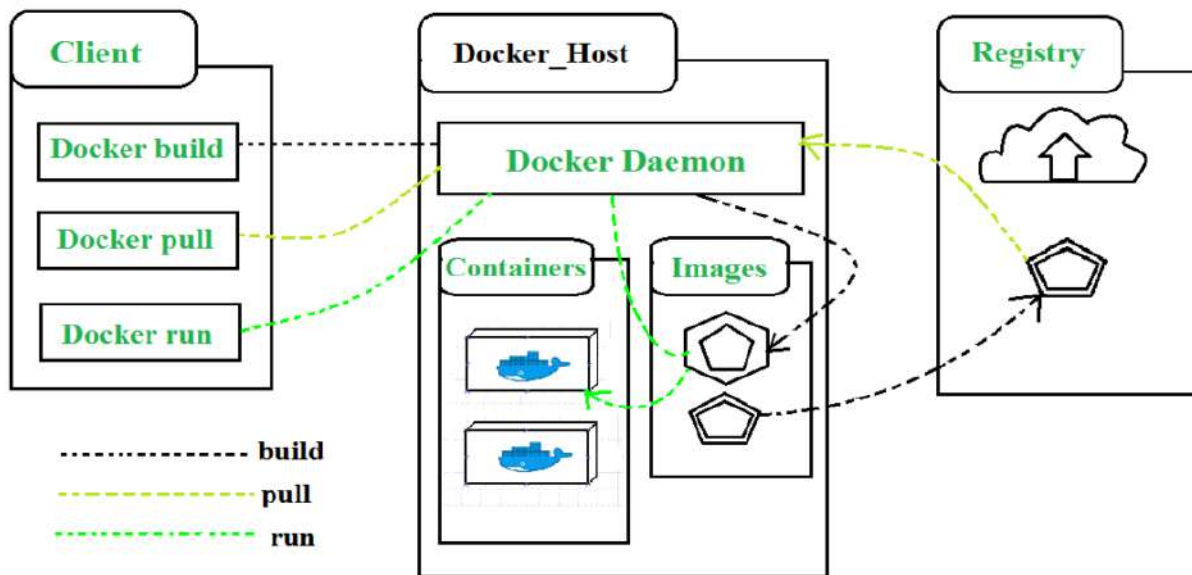 Client
Docker build
Docker pull
Docker run
Docker_Host
Docker Daemon
Containers
Images
Registry
build
pull
run